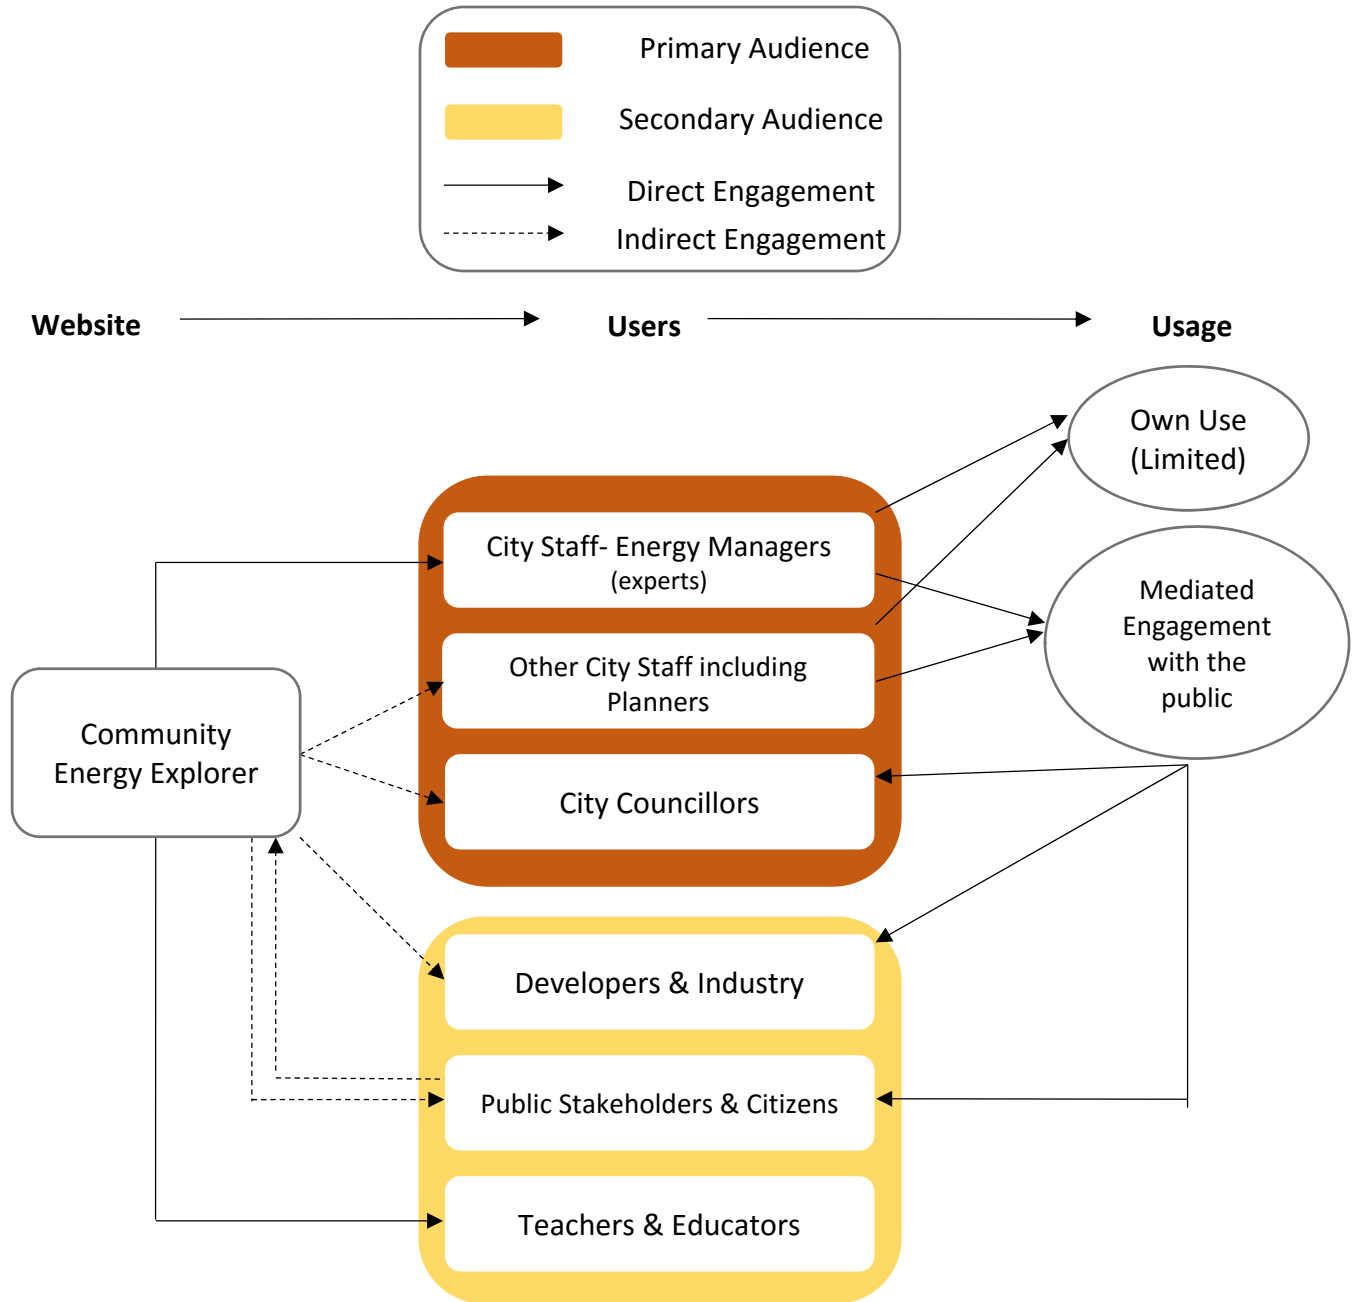 Primary Audience
Secondary Audience
Direct Engagement
Indirect Engagement
Website
Users
Usage
Own Use
(Limited)
City Staff- Energy Managers
(experts)
Mediated
Engagement
with the
public
Other City Staff including
Planners
Community
Energy Explorer
City Councillors
Developers & Industry
Public Stakeholders & Citizens
Teachers & Educators